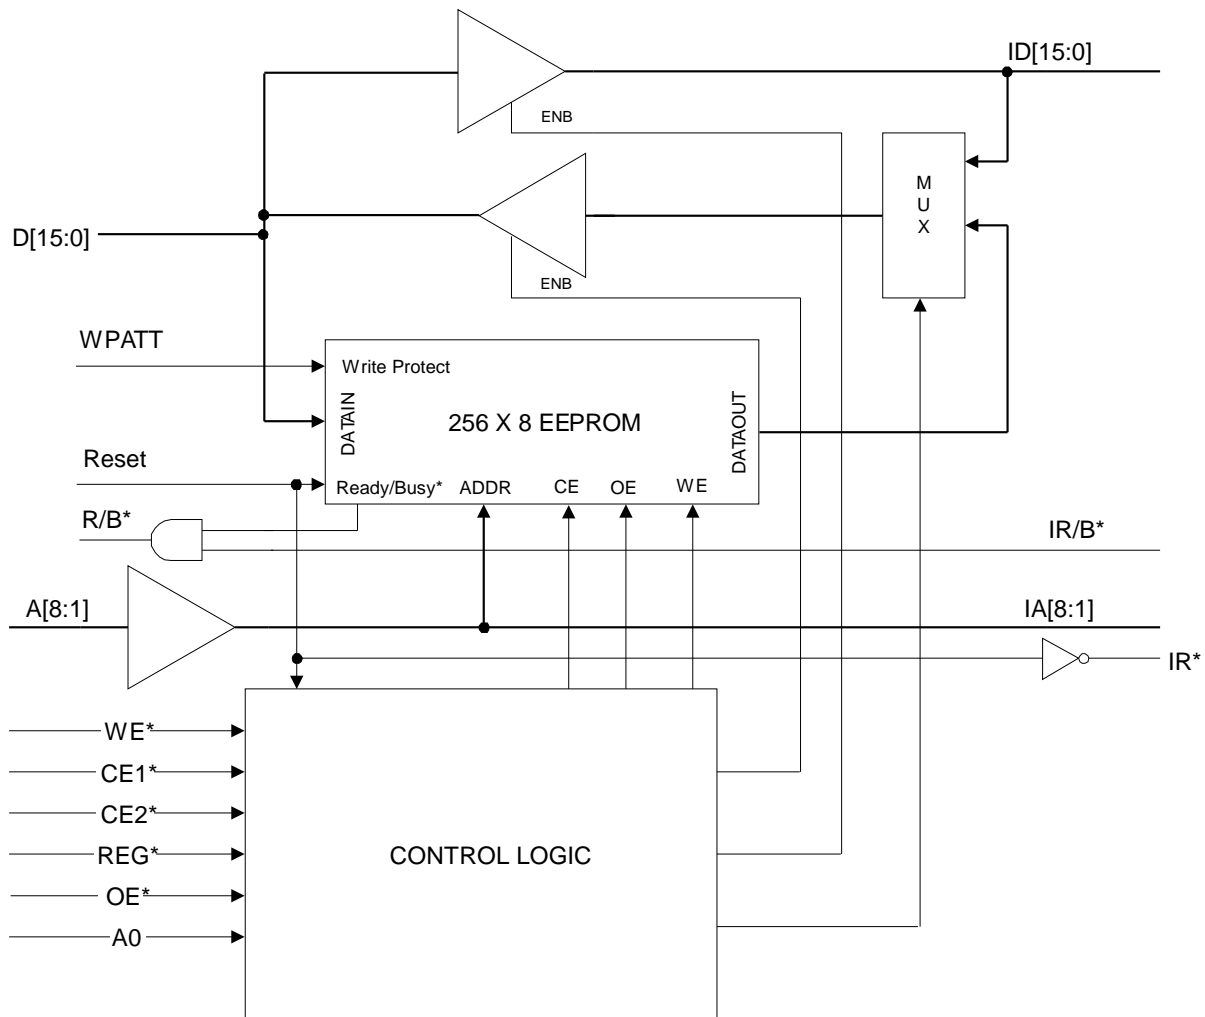 ID[15:0]
ENB
M
U
X
D[15:0]
ENB
WPATT
Write Protect
DATAIN
256 X 8 EEPROM
DATAOUT
Reset
Ready/Busy*
ADDR
CE
OE
WE
R/B*
IR/B*
A[8:1]
IA[8:1]
IR*
WE*
CE1*
CE2*
REG*
CONTROL LOGIC
OE*
A0